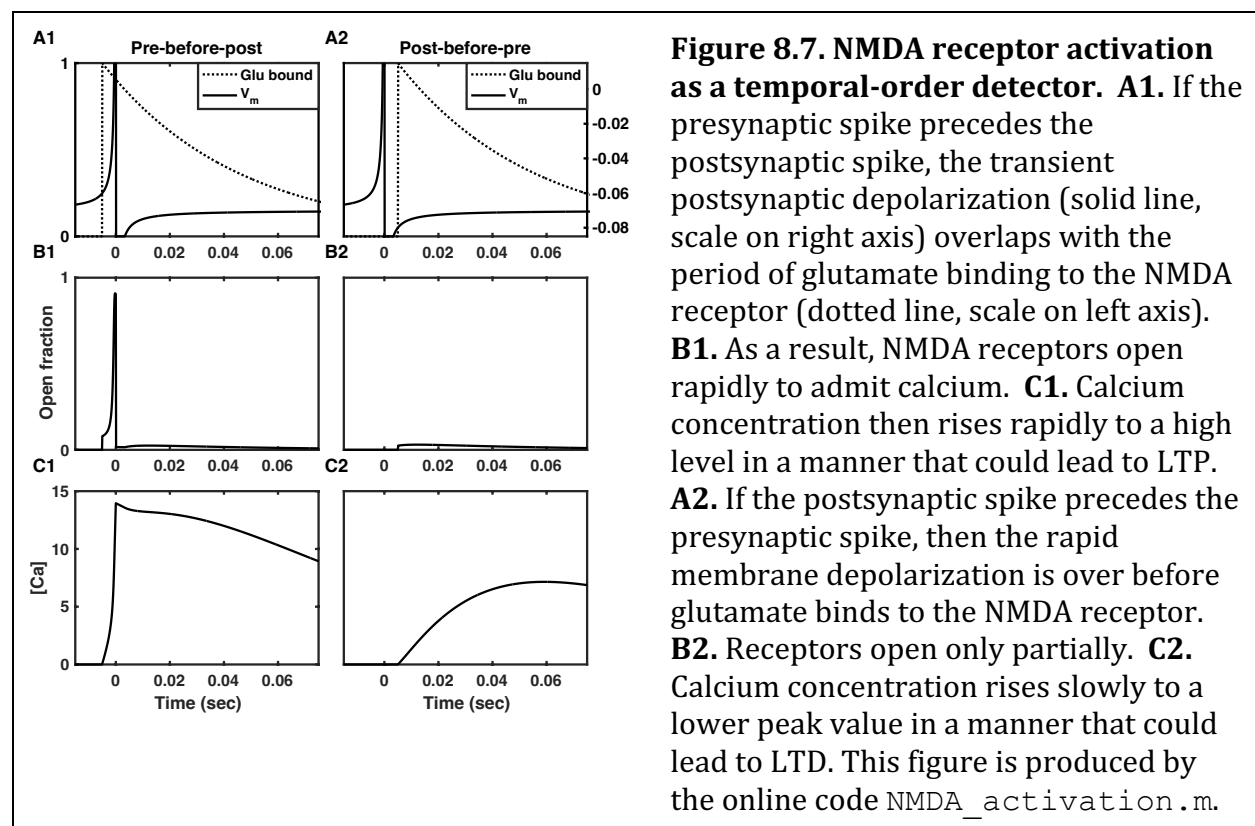 A1
Pre-before-post
A2
Post-before-pre
1
Glu bound
Vm
Glu bound
Vm
0
-0.02
-0.04
-0.06
-0.08
0
0 0.02 0.04 0.06
0 0.02 0.04 0.06
B1
B2
1
Open fraction
0
0 0.02 0.04 0.06
0 0.02 0.04 0.06
C1
C2
15
10
[Ca]
5
0
0 0.02 0.04 0.06
0 0.02 0.04 0.06
Time (sec)
Time (sec)
Figure 8.7. NMDA receptor activation
as a temporal-order detector. A1. If the
presynaptic spike precedes the
postsynaptic spike, the transient
postsynaptic depolarization (solid line,
scale on right axis) overlaps with the
period of glutamate binding to the NMDA
receptor (dotted line, scale on left axis).
B1. As a result, NMDA receptors open
rapidly to admit calcium. C1. Calcium
concentration then rises rapidly to a high
level in a manner that could lead to LTP.
A2. If the postsynaptic spike precedes the
presynaptic spike, then the rapid
membrane depolarization is over before
glutamate binds to the NMDA receptor.
B2. Receptors open only partially. C2.
Calcium concentration rises slowly to a
lower peak value in a manner that could
lead to LTD. This figure is produced by
the online code NMDA_activation.m.